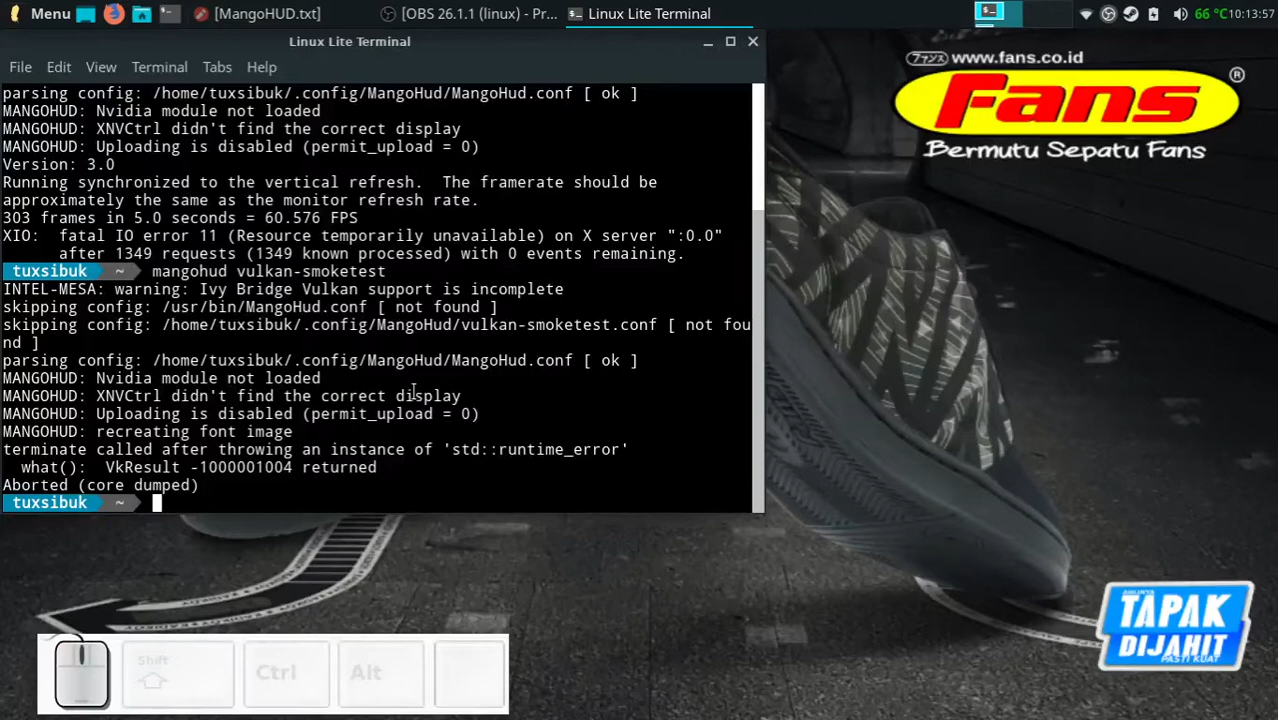 Menu
[MangoHUD.txt]
[OBS 26.1.1 (linux) - Pr...
Linux Lite Terminal
66 °C
10:13:57
Linux Lite Terminal
File Edit View Terminal Tabs Help
parsing config: /home/tuxsibuk/.config/MangoHud/MangoHud.conf [ ok ]
MANGOHUD: Nvidia module not loaded
MANGOHUD: XNVCtrl didn't find the correct display
MANGOHUD: Uploading is disabled (permit_upload = 0)
Version: 3.0
Running synchronized to the vertical refresh.  The framerate should be
approximately the same as the monitor refresh rate.
303 frames in 5.0 seconds = 60.576 FPS
XIO:  fatal IO error 11 (Resource temporarily unavailable) on X server ":0.0"
      after 1349 requests (1349 known processed) with 0 events remaining.
tuxsibuk ~ mangohud vulkan-smoketest
INTEL-MESA: warning: Ivy Bridge Vulkan support is incomplete
skipping config: /usr/bin/MangoHud.conf [ not found ]
skipping config: /home/tuxsibuk/.config/MangoHud/vulkan-smoketest.conf [ not fou
nd ]
parsing config: /home/tuxsibuk/.config/MangoHud/MangoHud.conf [ ok ]
MANGOHUD: Nvidia module not loaded
MANGOHUD: XNVCtrl didn't find the correct display
MANGOHUD: Uploading is disabled (permit_upload = 0)
MANGOHUD: recreating font image
terminate called after throwing an instance of 'std::runtime_error'
  what():  VkResult -1000001004 returned
Aborted (core dumped)
tuxsibuk ~
ファンス www.fans.co.id
Fans ®
Bermutu Sepatu Fans
TAPAK
DIJAHIT
PASTI KUAT
Shift
Ctrl
Alt